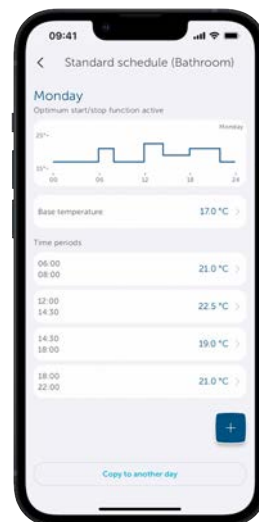 09:41
Standard schedule (Bathroom)
Monday
Optimum start/stop function active
Monday
25°-
15°-
00 06 12 18 24
Base temperature 17.0 °C
Time periods
06:00
08:00
21.0 °C
12:00
14:30
22.5 °C
14:30
18:00
19.0 °C
18:00
22:00
21.0 °C
+
Copy to another day